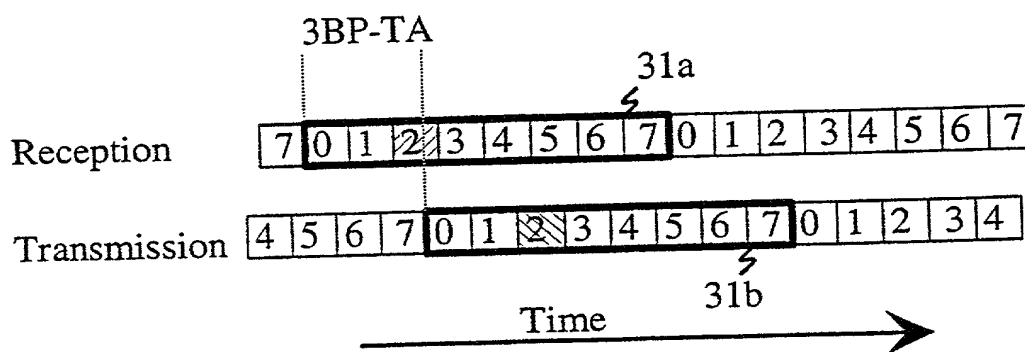 3BP-TA
31a
Reception 7 0 1 2 3 4 5 6 7 0 1 2 3 4 5 6 7
Transmission 4 5 6 7 0 1 2 3 4 5 6 7 0 1 2 3 4
31b
Time